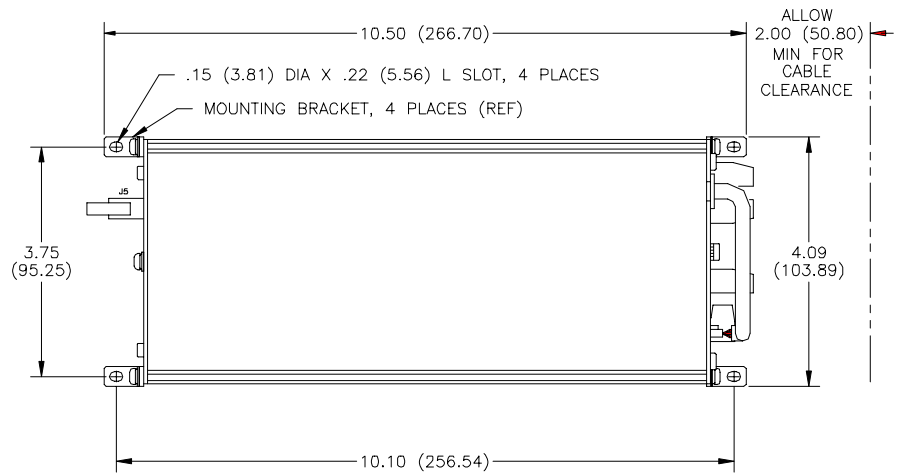 ALLOW
10.50 (266.70)
2.00 (50.80)
MIN FOR
CABLE
CLEARANCE
.15 (3.81) DIA X .22 (5.56) L SLOT, 4 PLACES
MOUNTING BRACKET, 4 PLACES (REF)
J5
3.75
(95.25)
4.09
(103.89)
10.10 (256.54)